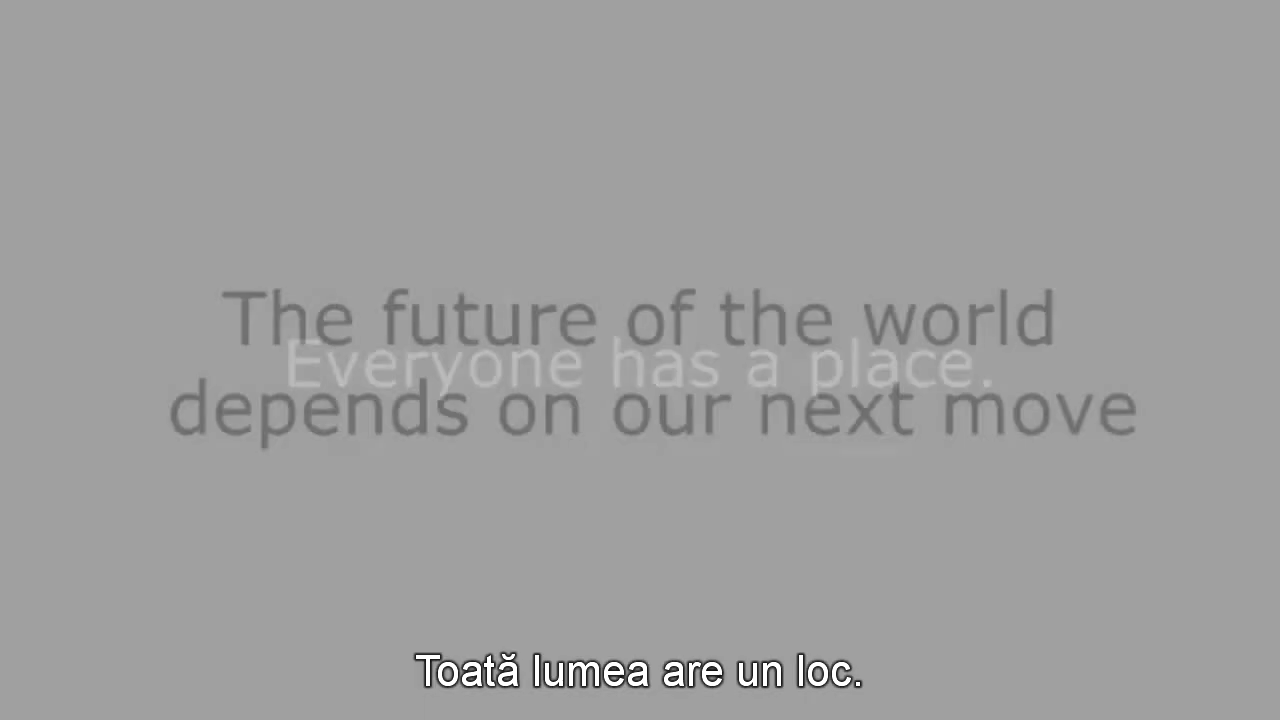 The future of the world
Everyone has a place.
depends on our next move
Toată lumea are un loc.